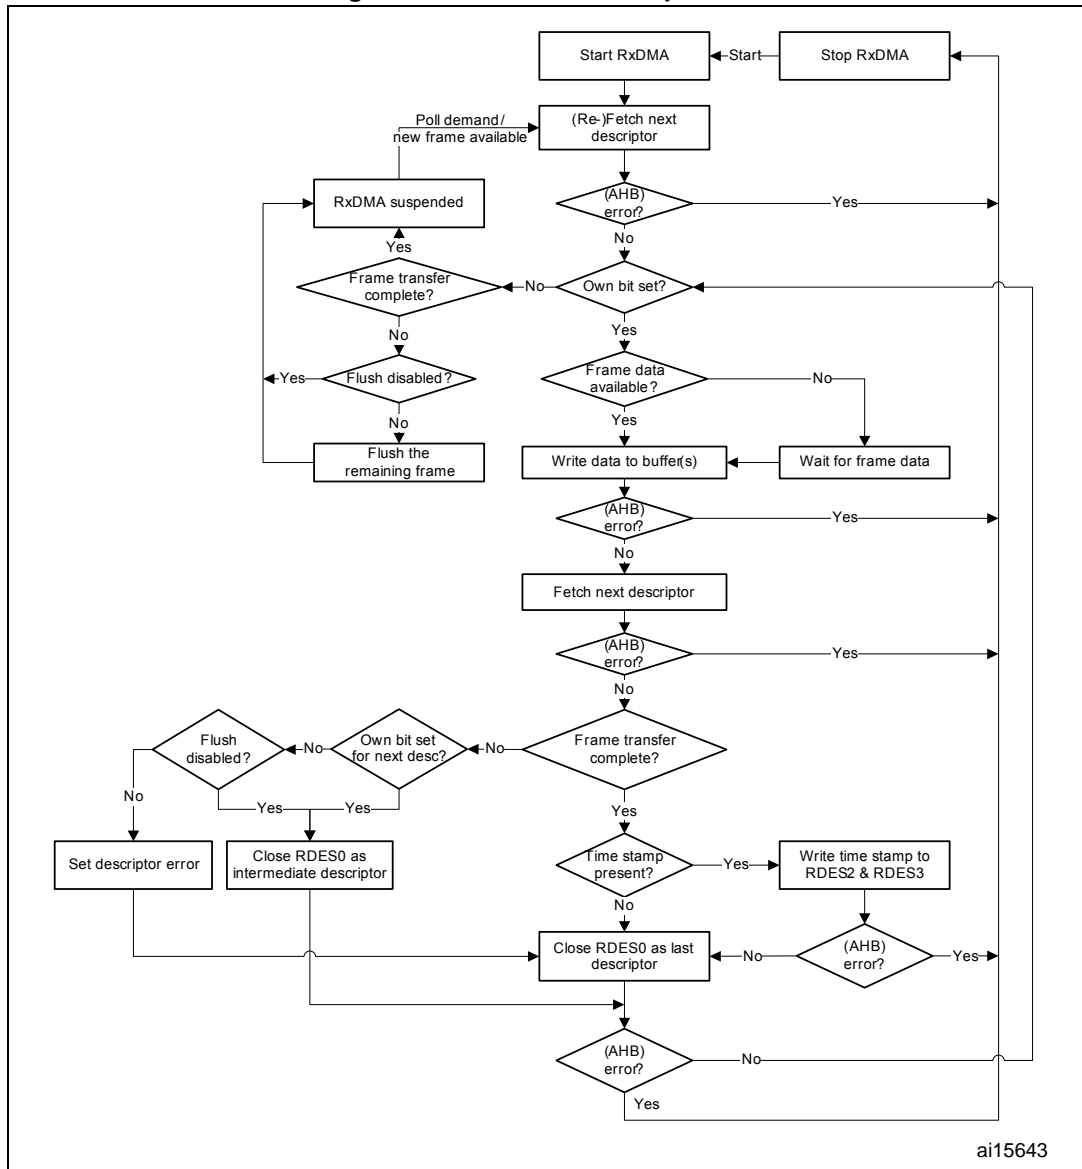 Start RxDMA
Start
Stop RxDMA
Poll demand/
new frame available
(Re-)Fetch next
descriptor
RxDMA suspended
(AHB)
error?
Yes
No
Yes
Frame transfer
complete?
No
Own bit set?
No
Yes
Yes
Flush disabled?
Frame data
available?
No
No
Yes
Flush the
remaining frame
Write data to buffer(s)
Wait for frame data
(AHB)
error?
Yes
No
Fetch next descriptor
(AHB)
error?
Yes
No
Flush
disabled?
No
Own bit set
for next desc?
No
Frame transfer
complete?
No
Yes
Yes
Yes
Set descriptor error
Close RDES0 as
intermediate descriptor
Time stamp
present?
Yes
Write time stamp to
RDES2 & RDES3
No
Close RDES0 as last
descriptor
No
(AHB)
error?
Yes
(AHB)
error?
No
Yes
ai15643